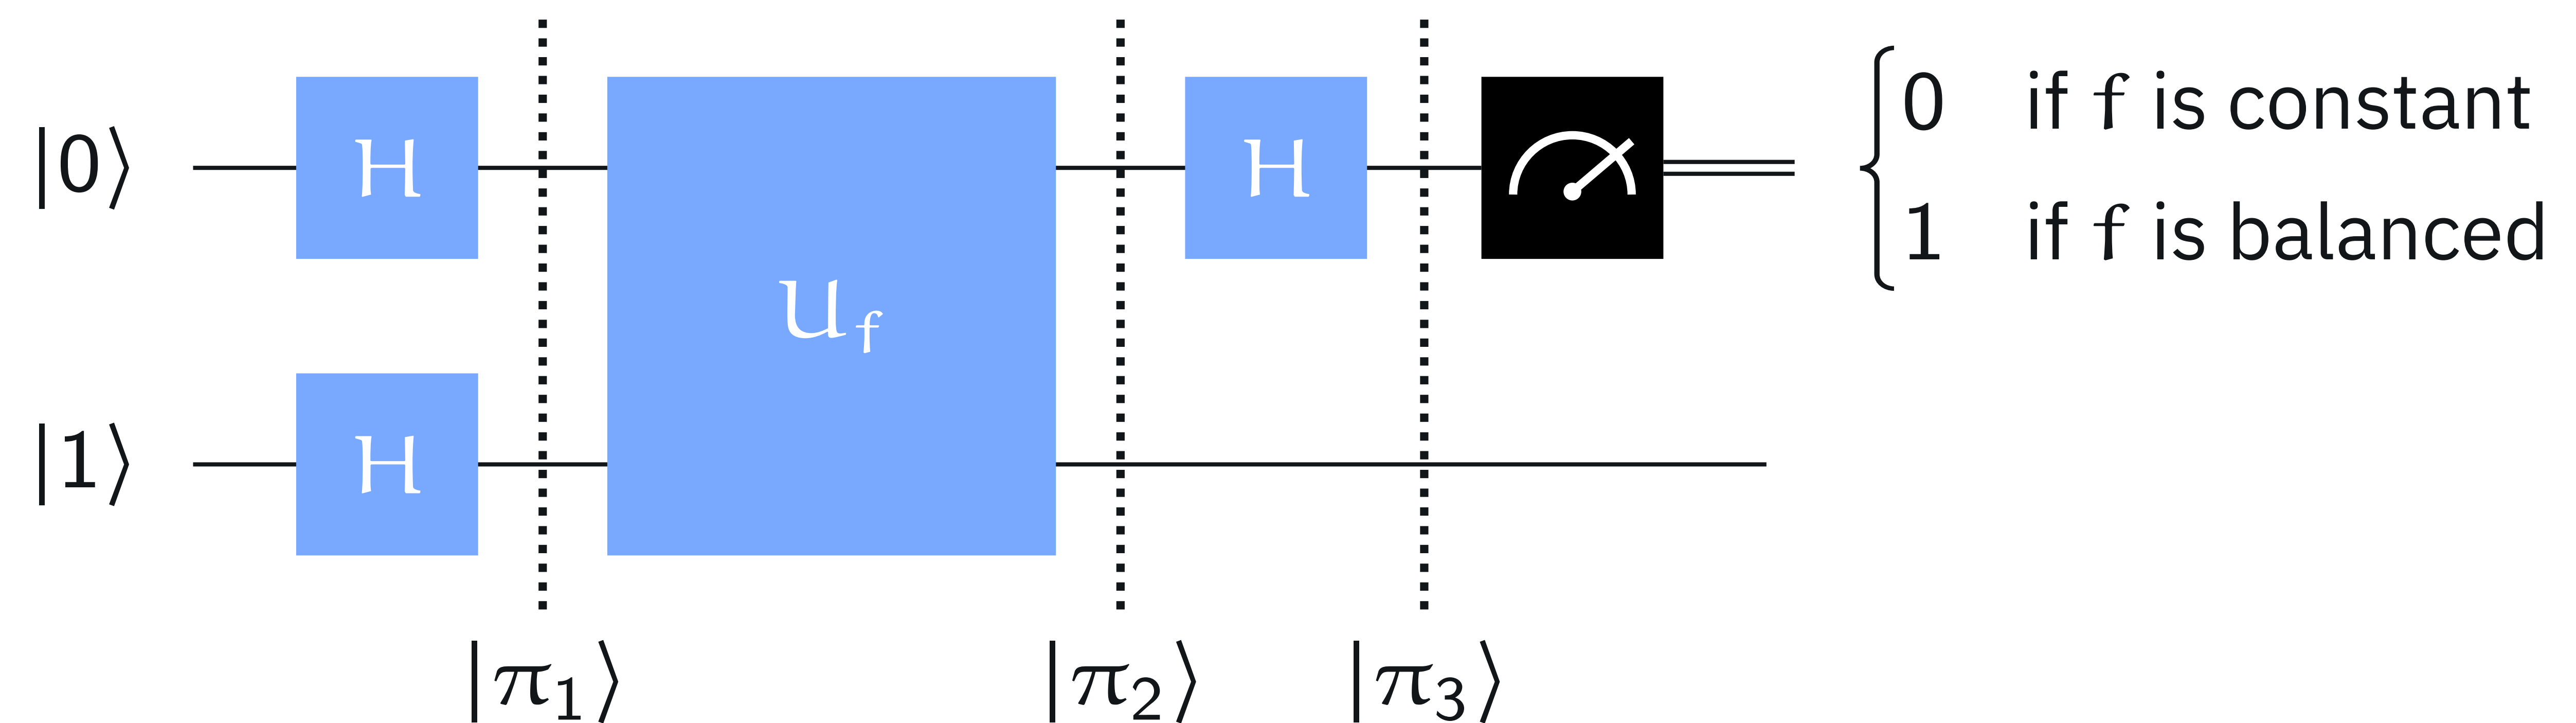 |0⟩ H H 0 if f is constant
1 if f is balanced
U_f
|1⟩ H
|π₁⟩ |π₂⟩ |π₃⟩